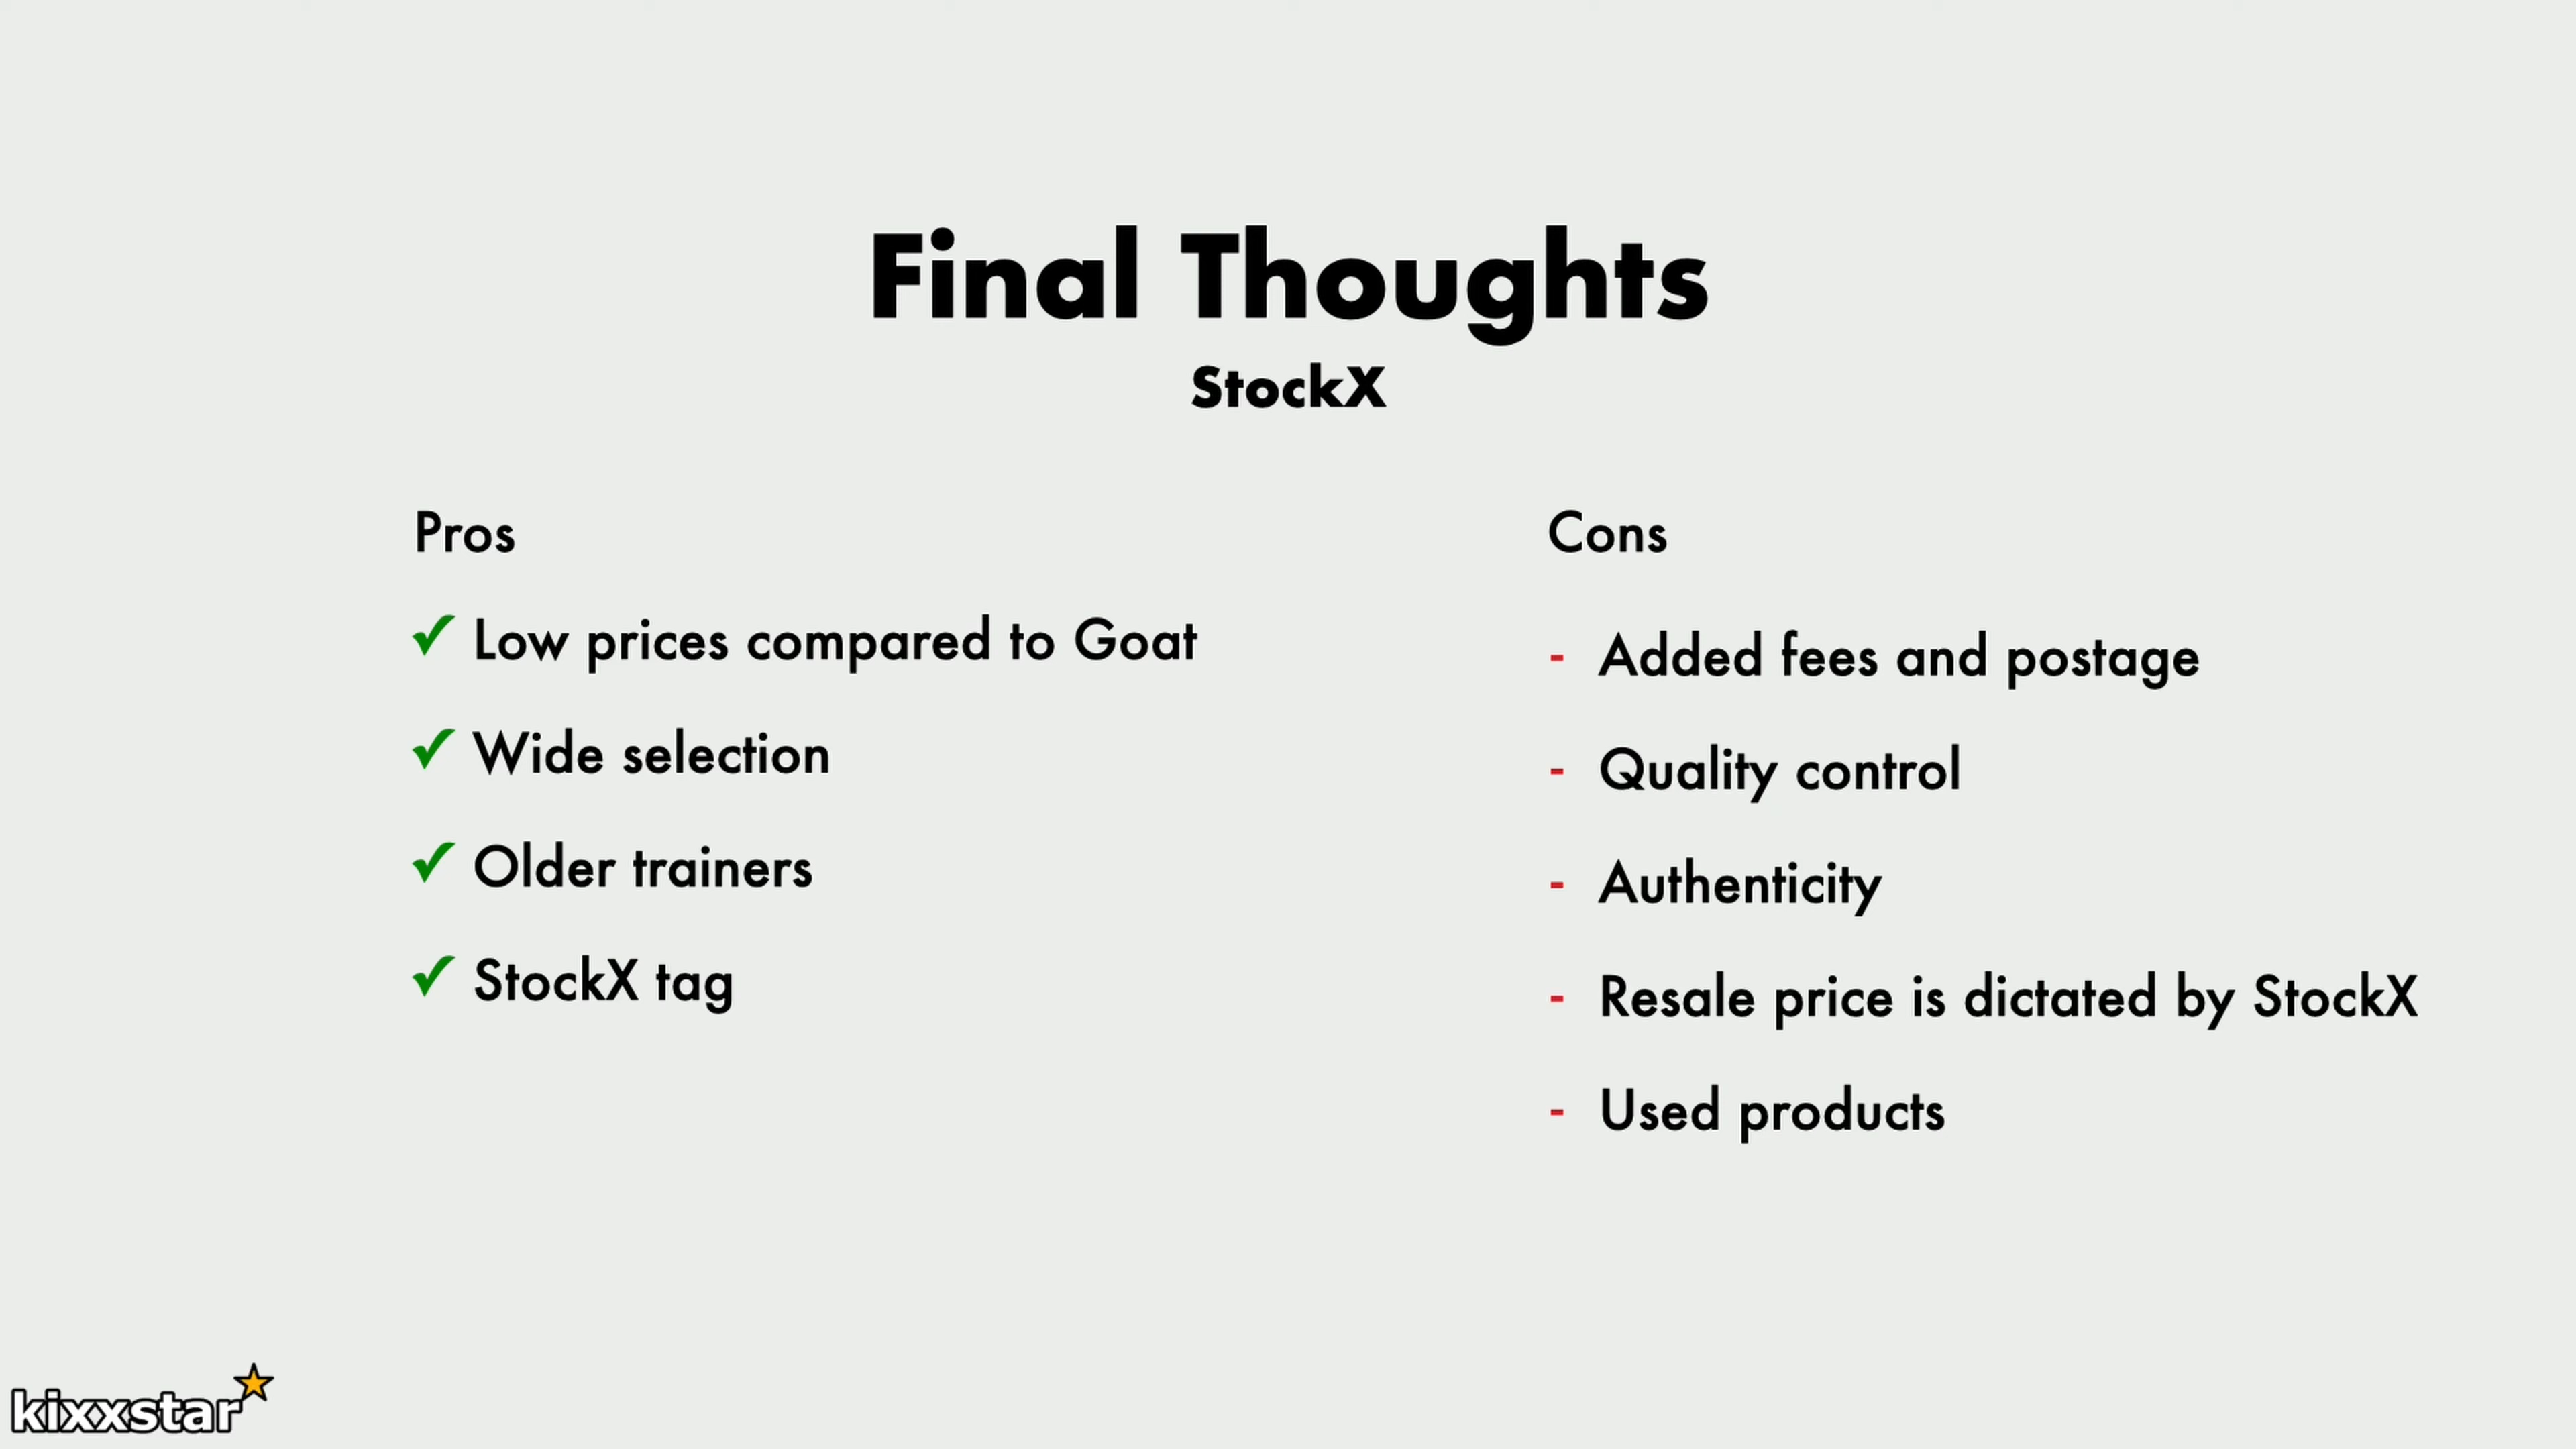 Final Thoughts
StockX
Pros
✓ Low prices compared to Goat
✓ Wide selection
✓ Older trainers
✓ StockX tag
Cons
- Added fees and postage
- Quality control
- Authenticity
- Resale price is dictated by StockX
- Used products
kixxstar